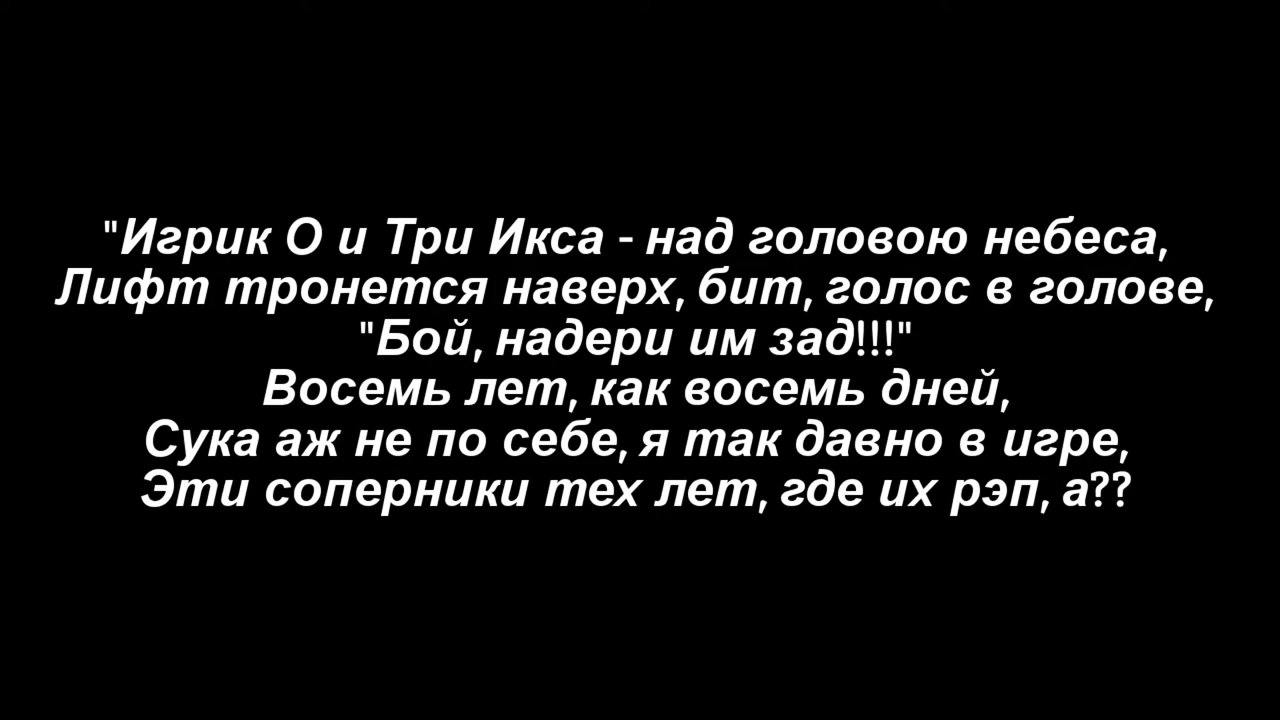 "Игрик О и Три Икса - над головою небеса,
Лифт тронется наверх, бит, голос в голове,
"Бой, надери им зад!!!"
Восемь лет, как восемь дней,
Сука аж не по себе, я так давно в игре,
Эти соперники тех лет, где их рэп, а??